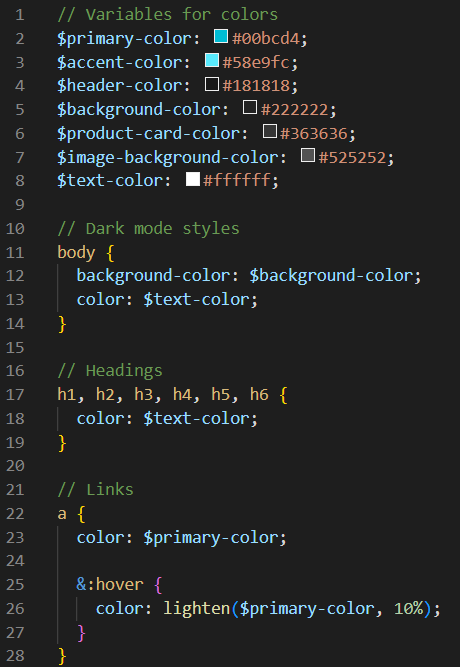 1 // Variables for colors
2 $primary-color: #00bcd4;
3 $accent-color: #58e9fc;
4 $header-color: #181818;
5 $background-color: #222222;
6 $product-card-color: #363636;
7 $image-background-color: #525252;
8 $text-color: #ffffff;
9
10 // Dark mode styles
11 body {
12   background-color: $background-color;
13   color: $text-color;
14 }
15
16 // Headings
17 h1, h2, h3, h4, h5, h6 {
18   color: $text-color;
19 }
20
21 // Links
22 a {
23   color: $primary-color;
24
25   &:hover {
26     color: lighten($primary-color, 10%);
27   }
28 }